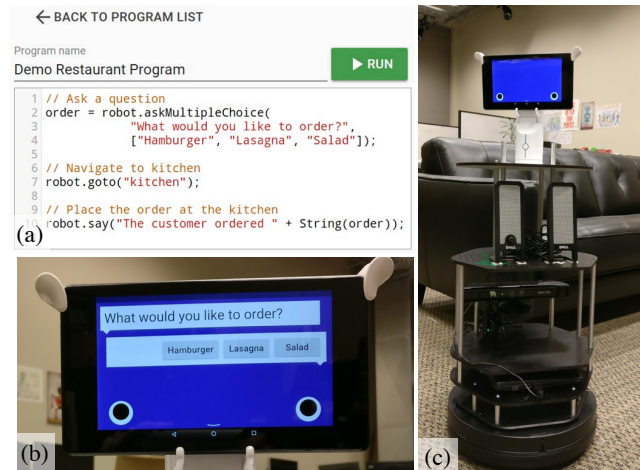 ← BACK TO PROGRAM LIST
Program name
Demo Restaurant Program
RUN
1 // Ask a question
2 order = robot.askMultipleChoice(
3 "What would you like to order?",
4 ["Hamburger", "Lasagna", "Salad"]);
5
6 // Navigate to kitchen
7 robot.goto("kitchen");
8
9 // Place the order at the kitchen
10 robot.say("The customer ordered " + String(order));
(a)
What would you like to order?
Hamburger Lasagna Salad
(b)
DELL DELL
(c)